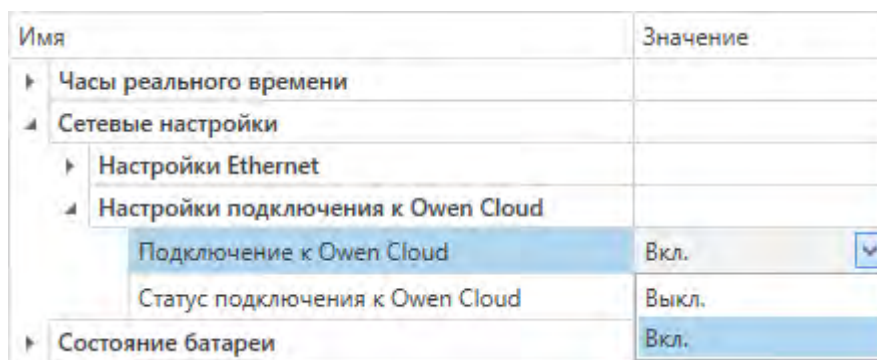 Имя Значение
Часы реального времени
Сетевые настройки
Настройки Ethernet
Настройки подключения к Owen Cloud
Подключение к Owen Cloud Вкл.
Статус подключения к Owen Cloud Выкл.
Состояние батареи Вкл.